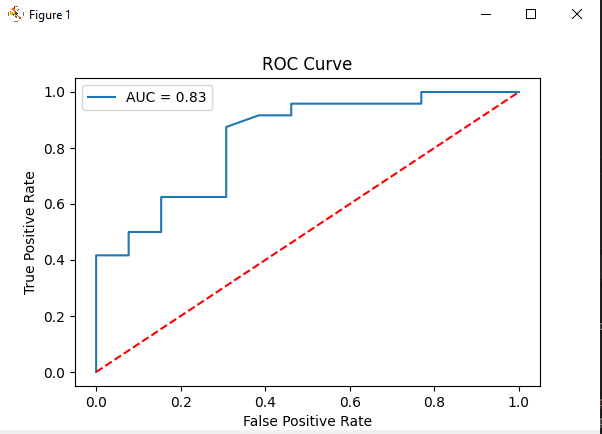 Figure 1
ROC Curve
AUC = 0.83
True Positive Rate
1.0
0.8
0.6
0.4
0.2
0.0
0.0 0.2 0.4 0.6 0.8 1.0
False Positive Rate